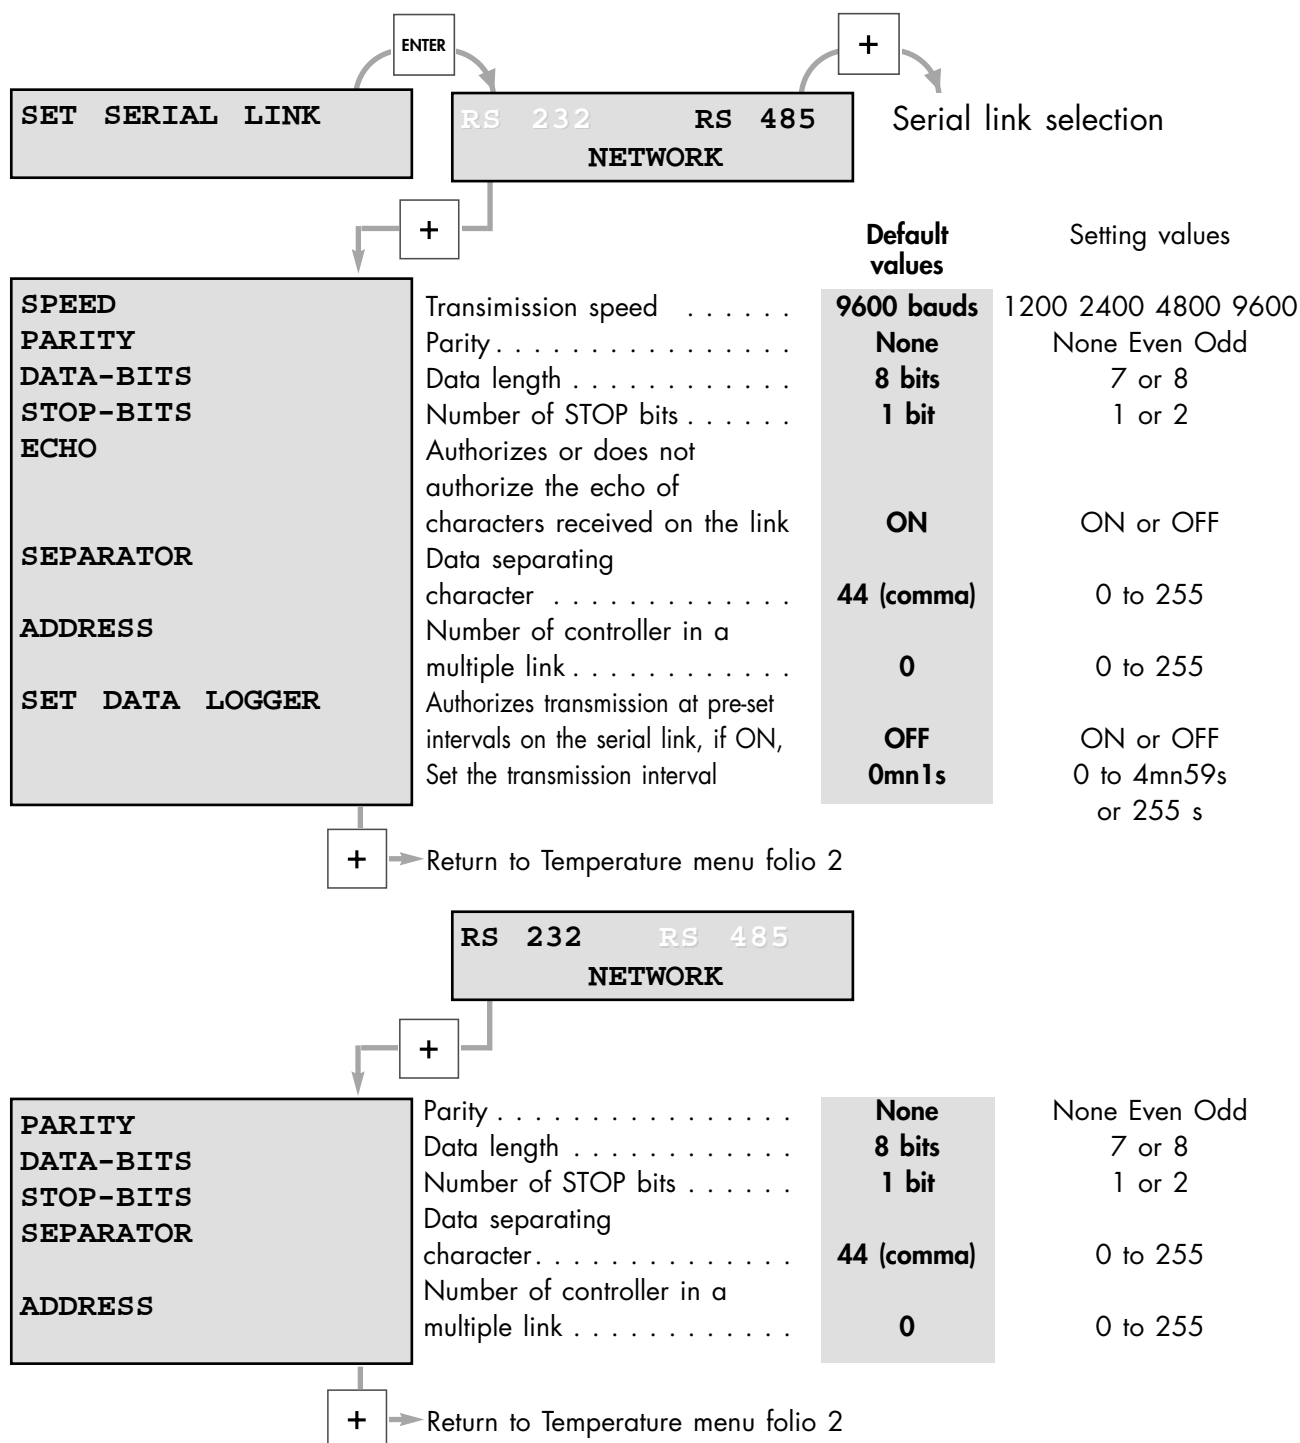 ENTER
+
SET SERIAL LINK
RS 232 RS 485
NETWORK
Serial link selection
+
Default values
Setting values
SPEED Transimission speed . . . . . . 9600 bauds 1200 2400 4800 9600
PARITY Parity . . . . . . . . . . . . . . . . None None Even Odd
DATA-BITS Data length . . . . . . . . . . . . 8 bits 7 or 8
STOP-BITS Number of STOP bits . . . . . . 1 bit 1 or 2
ECHO Authorizes or does not
authorize the echo of
characters received on the link ON ON or OFF
SEPARATOR Data separating
character . . . . . . . . . . . . . 44 (comma) 0 to 255
ADDRESS Number of controller in a
multiple link . . . . . . . . . . . . 0 0 to 255
SET DATA LOGGER Authorizes transmission at pre-set
intervals on the serial link, if ON, OFF ON or OFF
Set the transmission interval 0mn1s 0 to 4mn59s
or 255 s
+ Return to Temperature menu folio 2
RS 232 RS 485
NETWORK
+
PARITY Parity . . . . . . . . . . . . . . . . None None Even Odd
DATA-BITS Data length . . . . . . . . . . . . 8 bits 7 or 8
STOP-BITS Number of STOP bits . . . . . . 1 bit 1 or 2
SEPARATOR Data separating
character. . . . . . . . . . . . . . 44 (comma) 0 to 255
ADDRESS Number of controller in a
multiple link . . . . . . . . . . . . 0 0 to 255
+ Return to Temperature menu folio 2